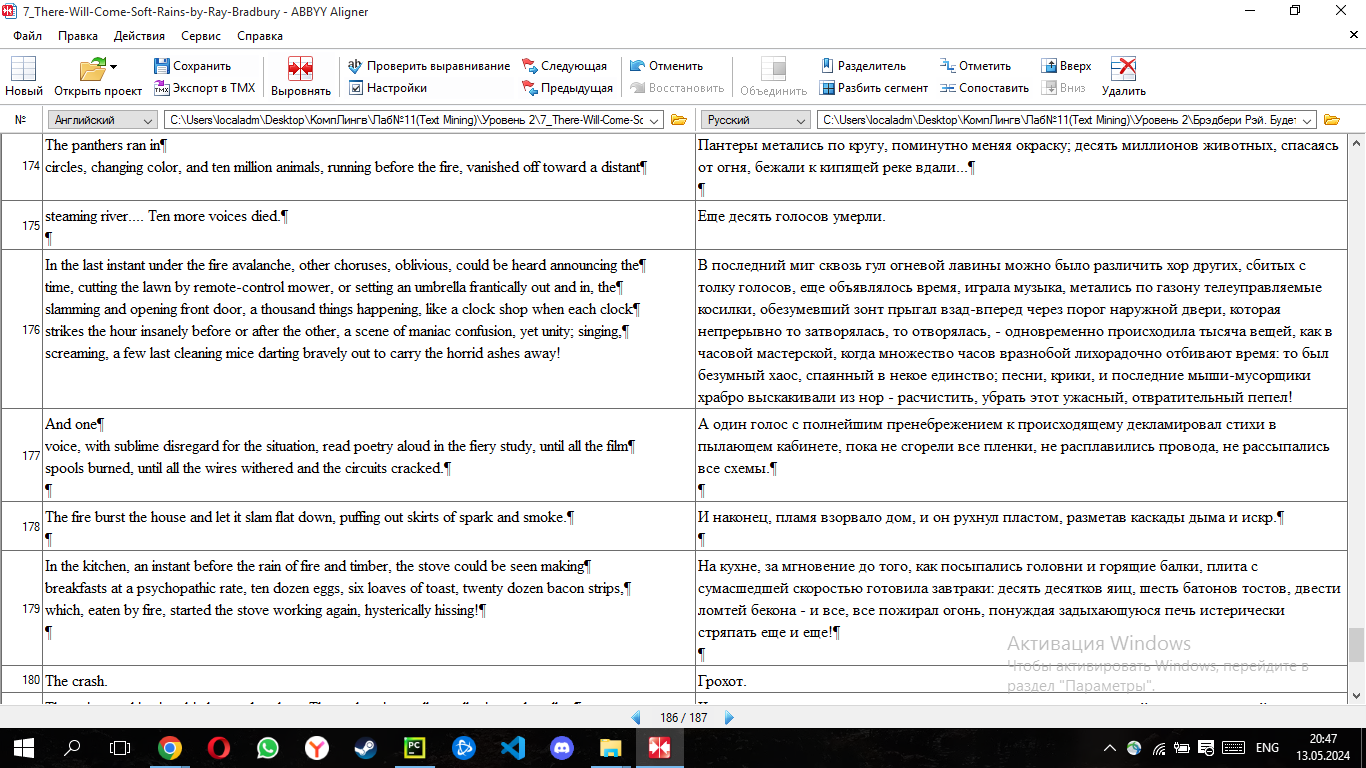 7_There-Will-Come-Soft-Rains-by-Ray-Bradbury - ABBYY Aligner
Файл Правка Действия Сервис Справка
Новый
Открыть проект
Сохранить
Экспорт в TMX
Выровнять
Проверить выравнивание
Настройки
Следующая
Предыдущая
Отменить
Восстановить
Объединить
Разделитель
Разбить сегмент
Отметить
Сопоставить
Вверх
Вниз
Удалить
№ Английский C:\Users\localadm\Desktop\КомпЛингв\Лаб№11(Text Mining)\Уровень 2\7_There-Will-Come-Sc Русский C:\Users\localadm\Desktop\КомпЛингв\Лаб№11(Text Mining)\Уровень 2\Брэдбери Рэй. Будет
174
The panthers ran in¶
circles, changing color, and ten million animals, running before the fire, vanished off toward a distant¶
Пантеры метались по кругу, поминутно меняя окраску; десять миллионов животных, спасаясь
от огня, бежали к кипящей реке вдали...¶
¶
175
steaming river.... Ten more voices died.¶
¶
Еще десять голосов умерли.
176
In the last instant under the fire avalanche, other choruses, oblivious, could be heard announcing the¶
time, cutting the lawn by remote-control mower, or setting an umbrella frantically out and in, the¶
slamming and opening front door, a thousand things happening, like a clock shop when each clock¶
strikes the hour insanely before or after the other, a scene of maniac confusion, yet unity; singing,¶
screaming, a few last cleaning mice darting bravely out to carry the horrid ashes away!
В последний миг сквозь гул огневой лавины можно было различить хор других, сбитых с
толку голосов, еще объявлялось время, играла музыка, метались по газону телеуправляемые
косилки, обезумевший зонт прыгал взад-вперед через порог наружной двери, которая
непрерывно то затворялась, то отворялась, - одновременно происходила тысяча вещей, как в
часовой мастерской, когда множество часов вразнобой лихорадочно отбивают время: то был
безумный хаос, спаянный в некое единство; песни, крики, и последние мыши-мусорщики
храбро выскакивали из нор - расчистить, убрать этот ужасный, отвратительный пепел!
177
And one¶
voice, with sublime disregard for the situation, read poetry aloud in the fiery study, until all the film¶
spools burned, until all the wires withered and the circuits cracked.¶
¶
А один голос с полнейшим пренебрежением к происходящему декламировал стихи в
пылающем кабинете, пока не сгорели все пленки, не расплавились провода, не рассыпались
все схемы.¶
¶
178
The fire burst the house and let it slam flat down, puffing out skirts of spark and smoke.¶
¶
И наконец, пламя взорвало дом, и он рухнул пластом, разметав каскады дыма и искр.¶
¶
179
In the kitchen, an instant before the rain of fire and timber, the stove could be seen making¶
breakfasts at a psychopathic rate, ten dozen eggs, six loaves of toast, twenty dozen bacon strips,¶
which, eaten by fire, started the stove working again, hysterically hissing!¶
¶
На кухне, за мгновение до того, как посыпались головни и горящие балки, плита с
сумасшедшей скоростью готовила завтраки: десять десятков яиц, шесть батонов тостов, двести
ломтей бекона - и все, все пожирал огонь, понуждая задыхающуюся печь истерически
стряпать еще и еще!¶
¶
180 The crash. Грохот.
Активация Windows
Чтобы активировать Windows, перейдите в
раздел "Параметры".
186 / 187
ENG
20:47
13.05.2024